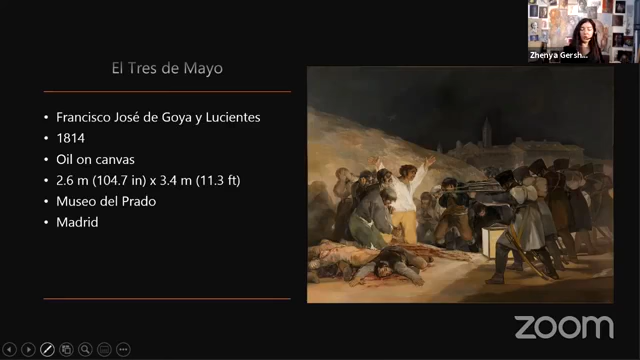 Zhenya Gersh...
El Tres de Mayo
• Francisco José de Goya y Lucientes
• 1814
• Oil on canvas
• 2.6 m (104.7 in) x 3.4 m (11.3 ft)
• Museo del Prado
• Madrid
zoom